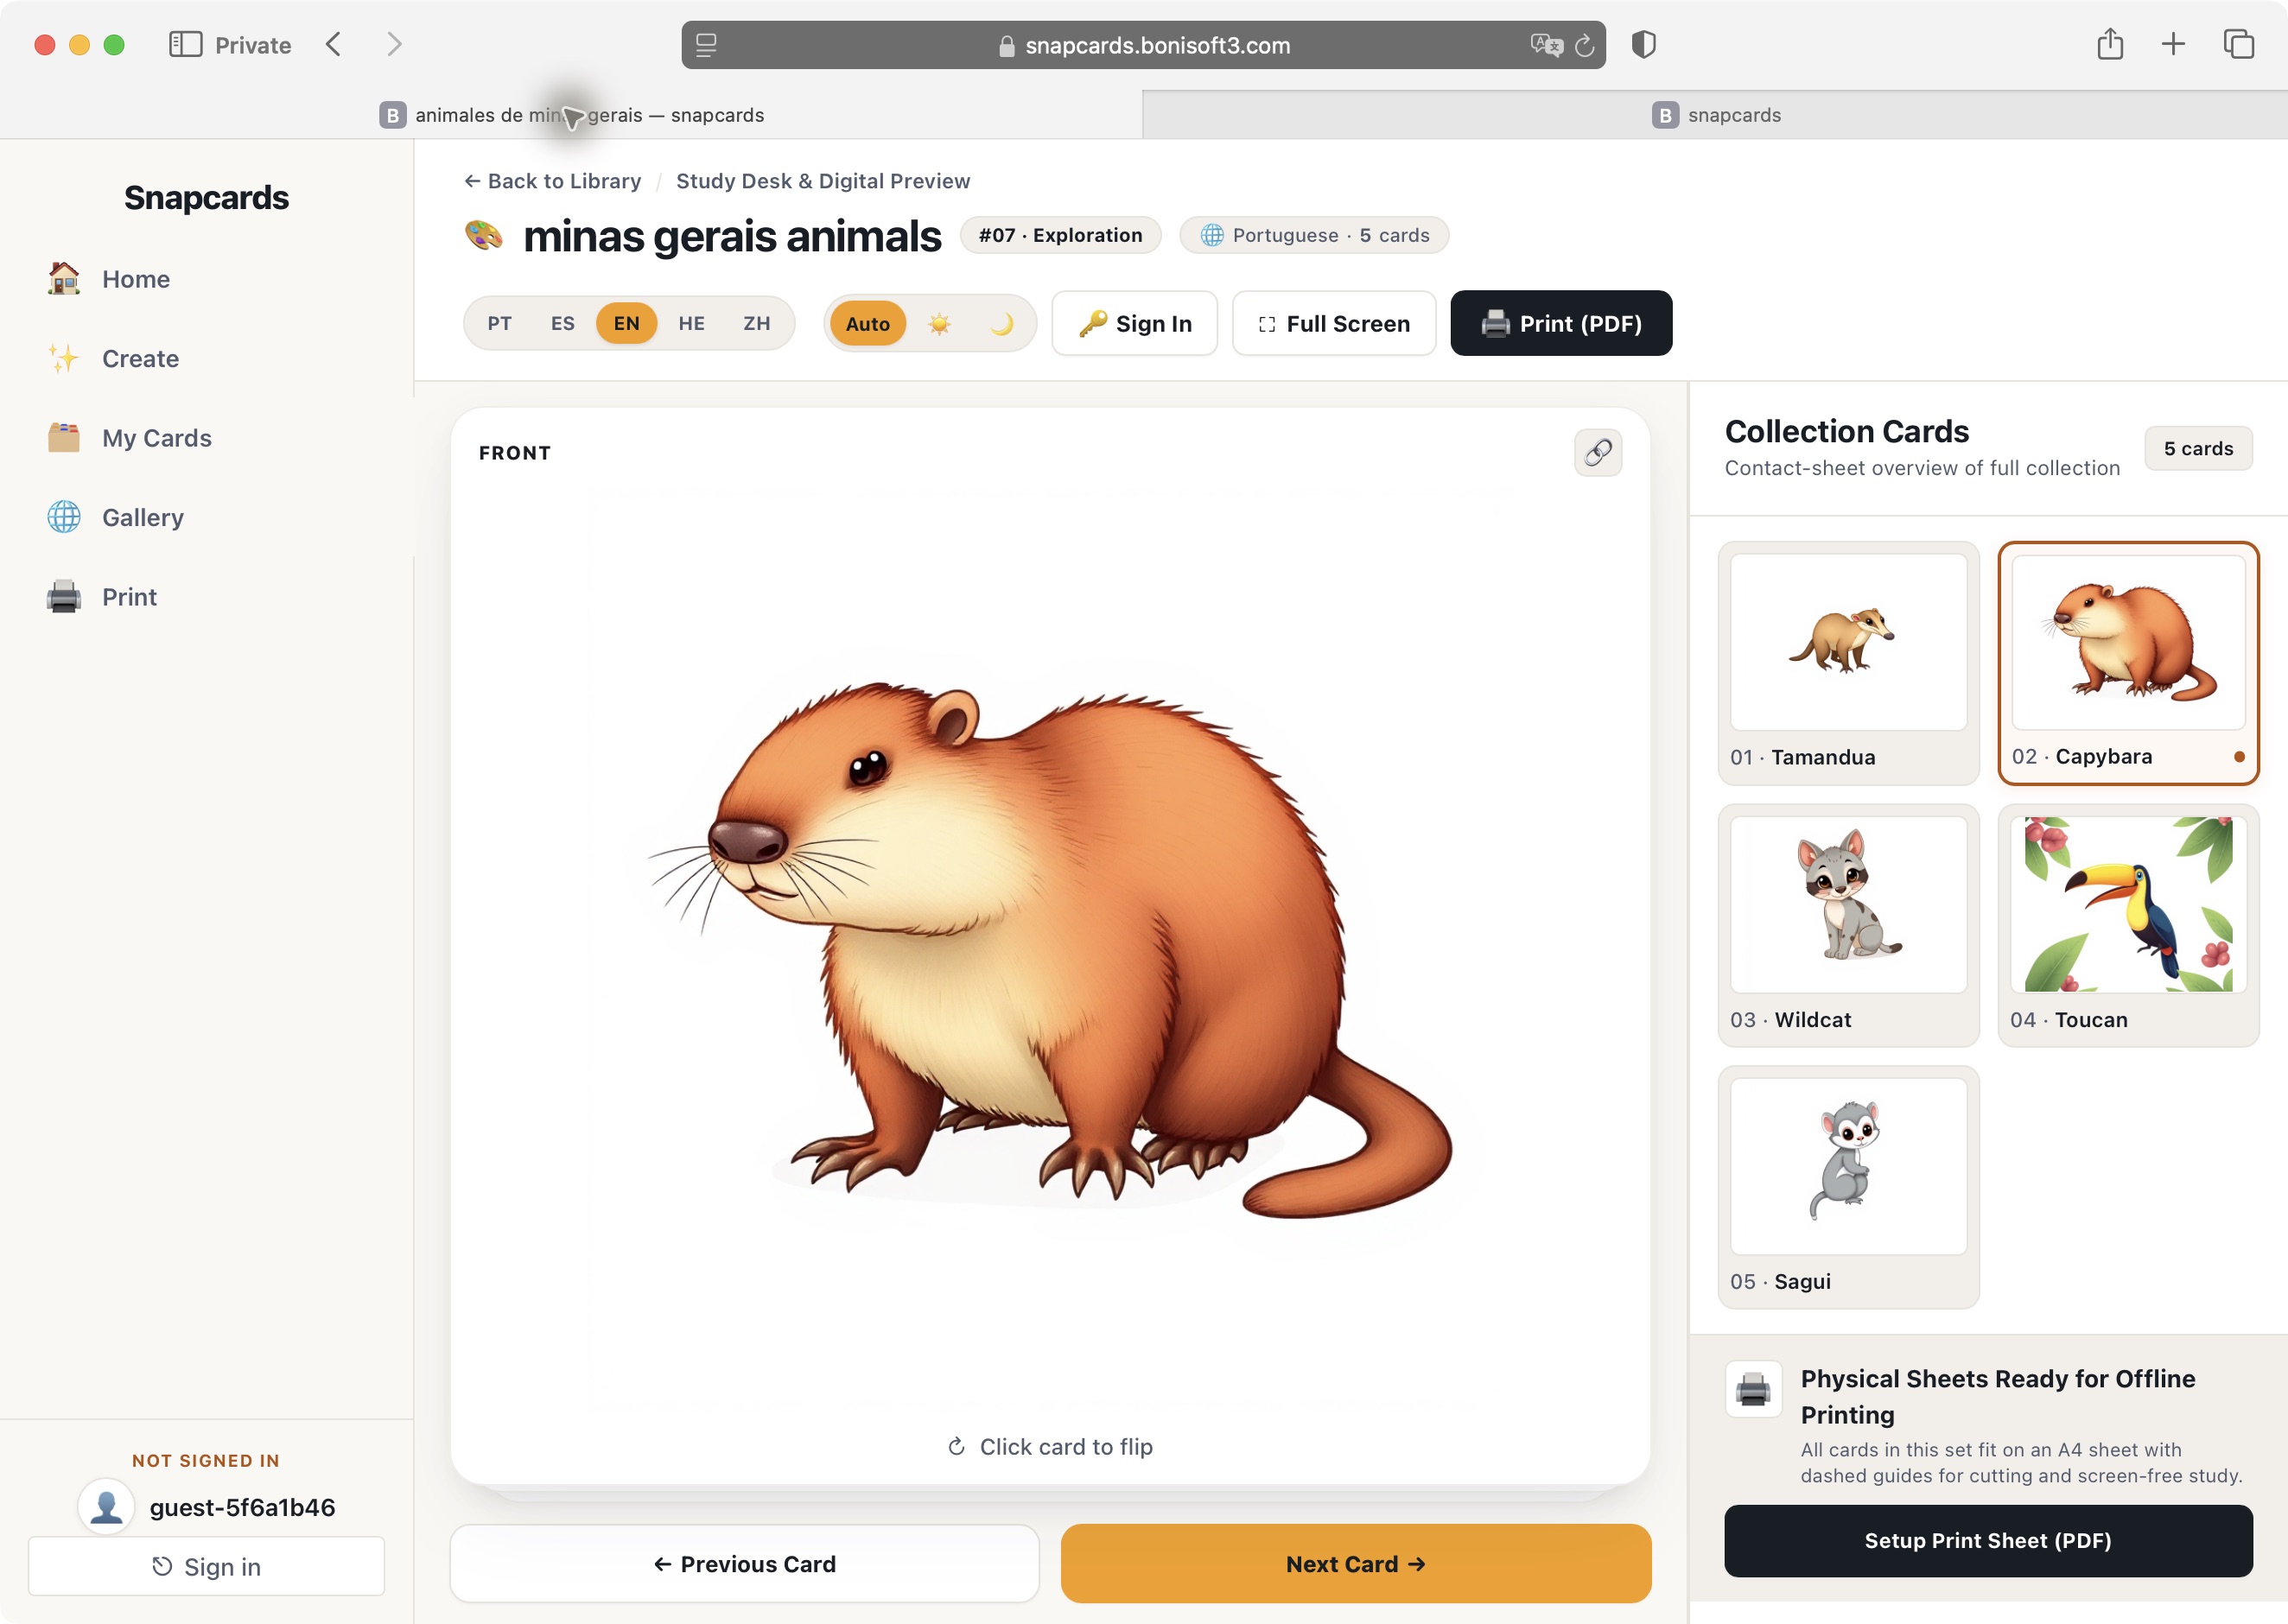 Private
snapcards.bonisoft3.com
B animales de minas gerais — snapcards
B snapcards
Snapcards
Home
Create
My Cards
Gallery
Print
NOT SIGNED IN
guest-5f6a1b46
Sign in
← Back to Library / Study Desk & Digital Preview
minas gerais animals
#07 · Exploration
Portuguese · 5 cards
PT ES EN HE ZH
Auto
Sign In
Full Screen
Print (PDF)
FRONT
Click card to flip
← Previous Card
Next Card →
Collection Cards
Contact-sheet overview of full collection
5 cards
01 · Tamandua
02 · Capybara
03 · Wildcat
04 · Toucan
05 · Sagui
Physical Sheets Ready for Offline
Printing
All cards in this set fit on an A4 sheet with
dashed guides for cutting and screen-free study.
Setup Print Sheet (PDF)